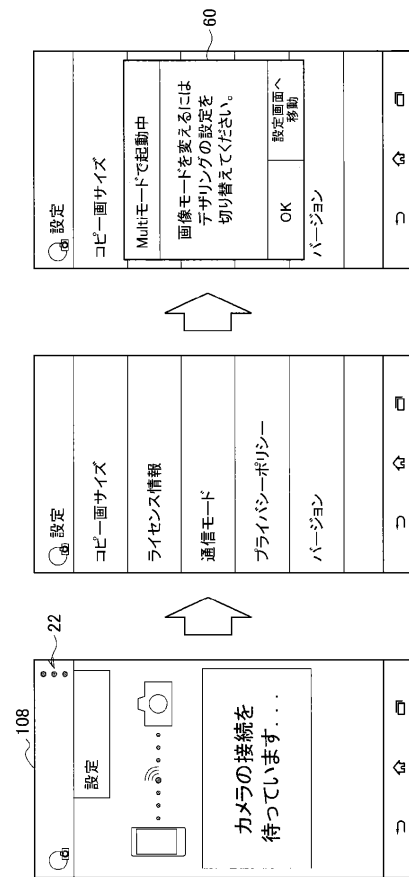 108
22
設定
カメラの接続を
待っています...
設定
コピー画サイズ
ライセンス情報
通信モード
プライバシーポリシー
バージョン
設定
コピー画サイズ
Multiモードで起動中
画像モードを変えるには
テザリングの設定を
切り替えてください。
OK
設定画面へ
移動
バージョン
60